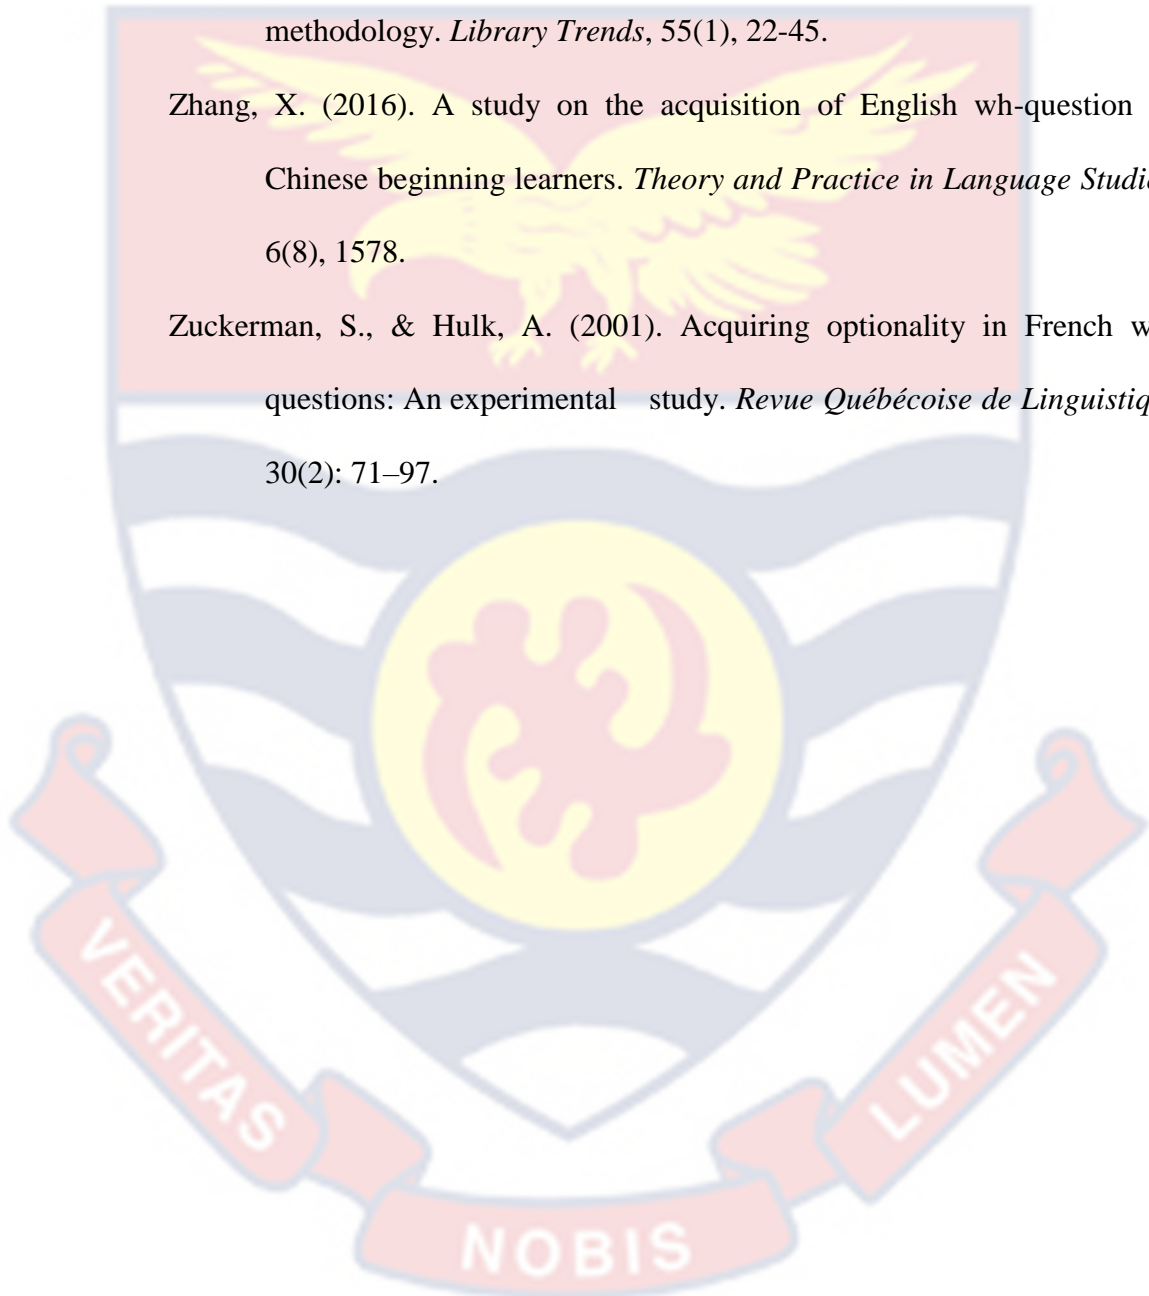 methodology. Library Trends, 55(1), 22-45.
Zhang, X. (2016). A study on the acquisition of English wh-question
Chinese beginning learners. Theory and Practice in Language Studie
6(8), 1578.
Zuckerman, S., & Hulk, A. (2001). Acquiring optionality in French w
questions: An experimental study. Revue Québécoise de Linguistiq
30(2): 71–97.
VERITAS
NOBIS
LUMEN